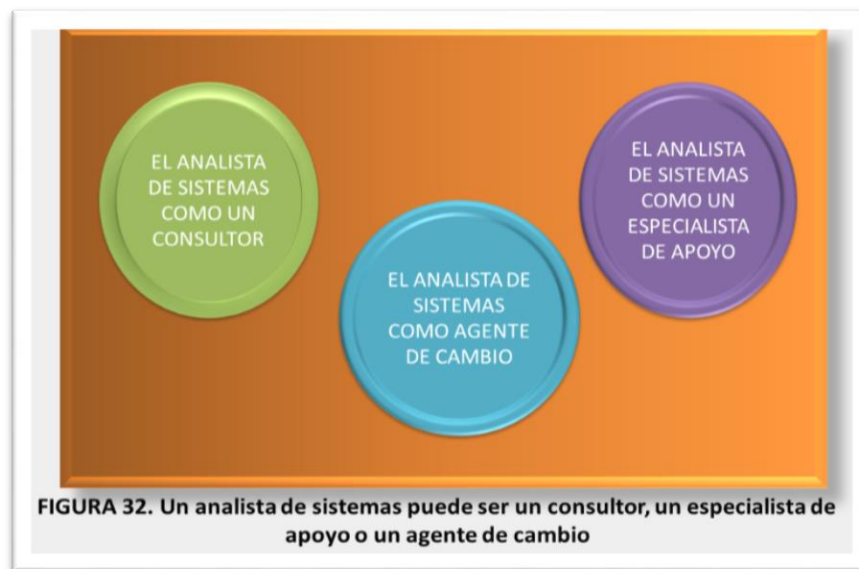 EL ANALISTA
DE SISTEMAS
COMO UN
CONSULTOR
EL ANALISTA DE
SISTEMAS
COMO AGENTE
DE CAMBIO
EL ANALISTA
DE SISTEMAS
COMO UN
ESPECIALISTA
DE APOYO
FIGURA 32. Un analista de sistemas puede ser un consultor, un especialista de
apoyo o un agente de cambio